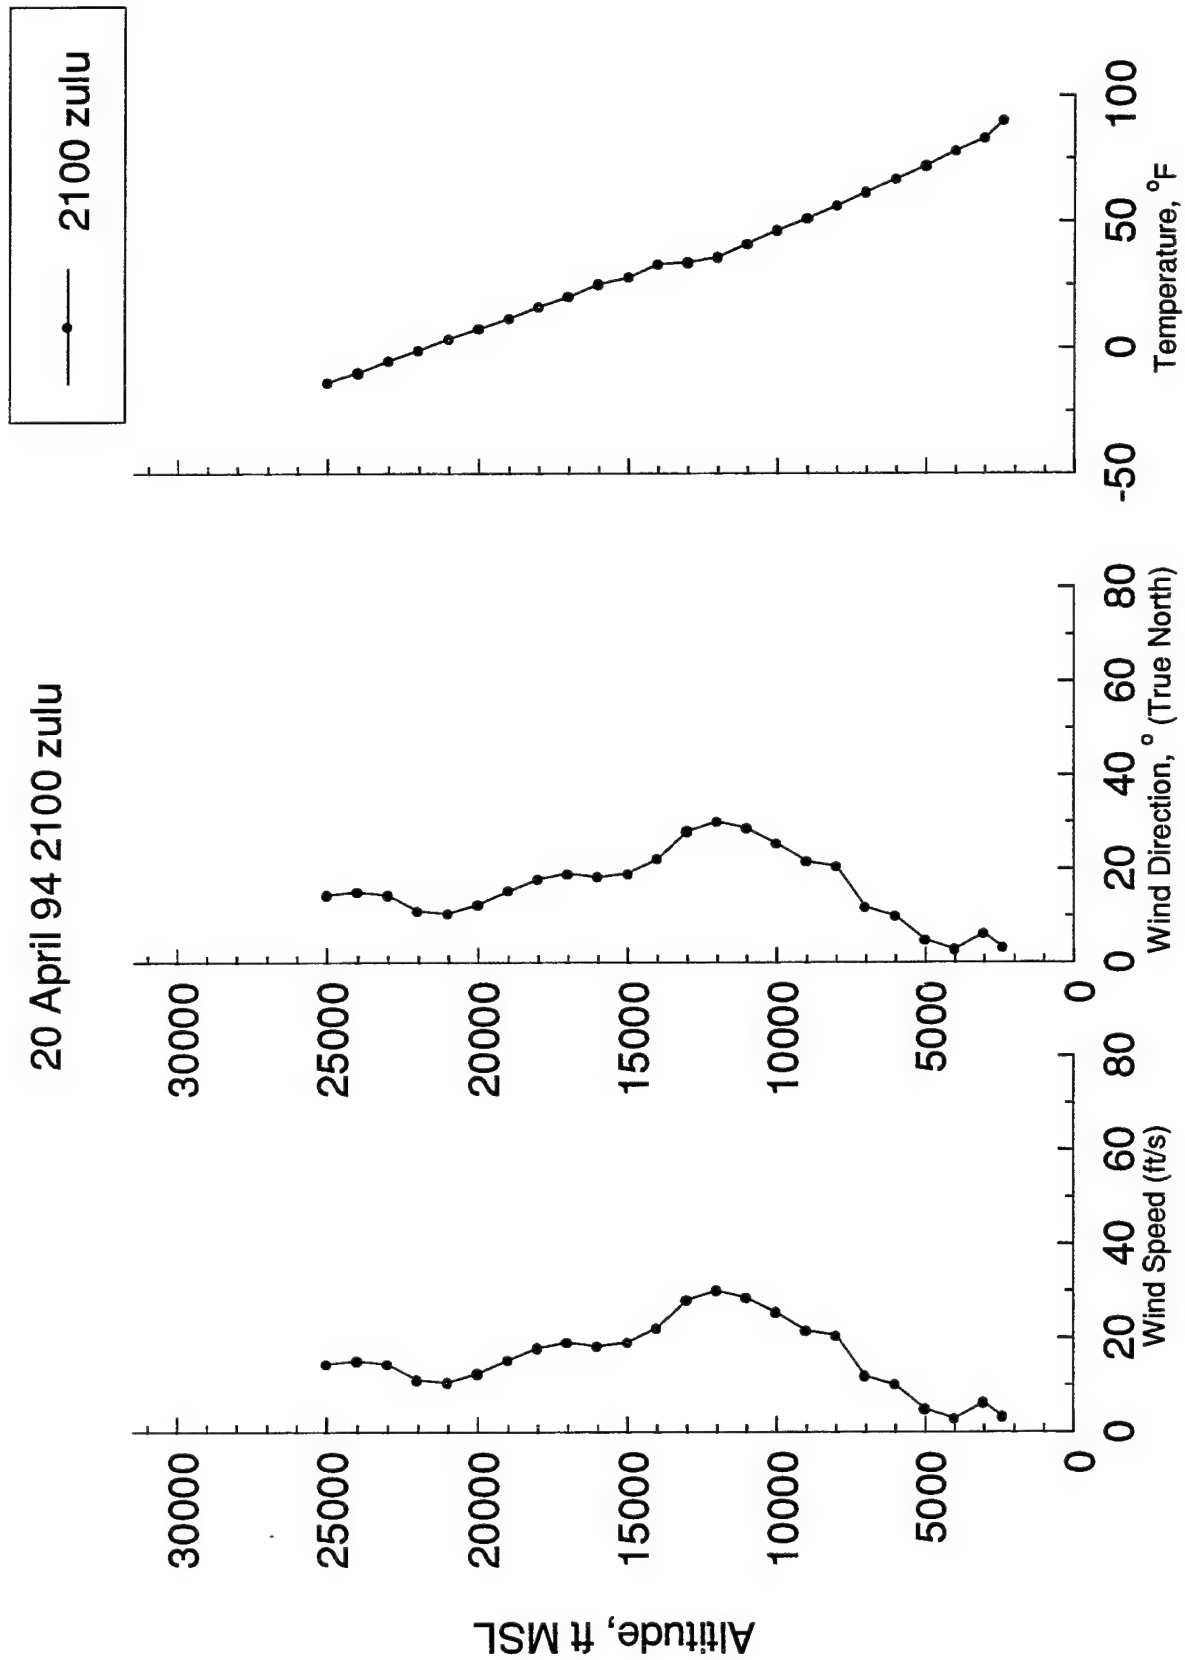 20 April 94 2100 zulu
2100 zulu
Altitude, ft MSL
30000
25000
20000
15000
10000
5000
0
0 20 40 60 80
Wind Speed (ft/s)
30000
25000
20000
15000
10000
5000
0
0 20 40 60 80
Wind Direction, ° (True North)
-50 0 50 100
Temperature, °F